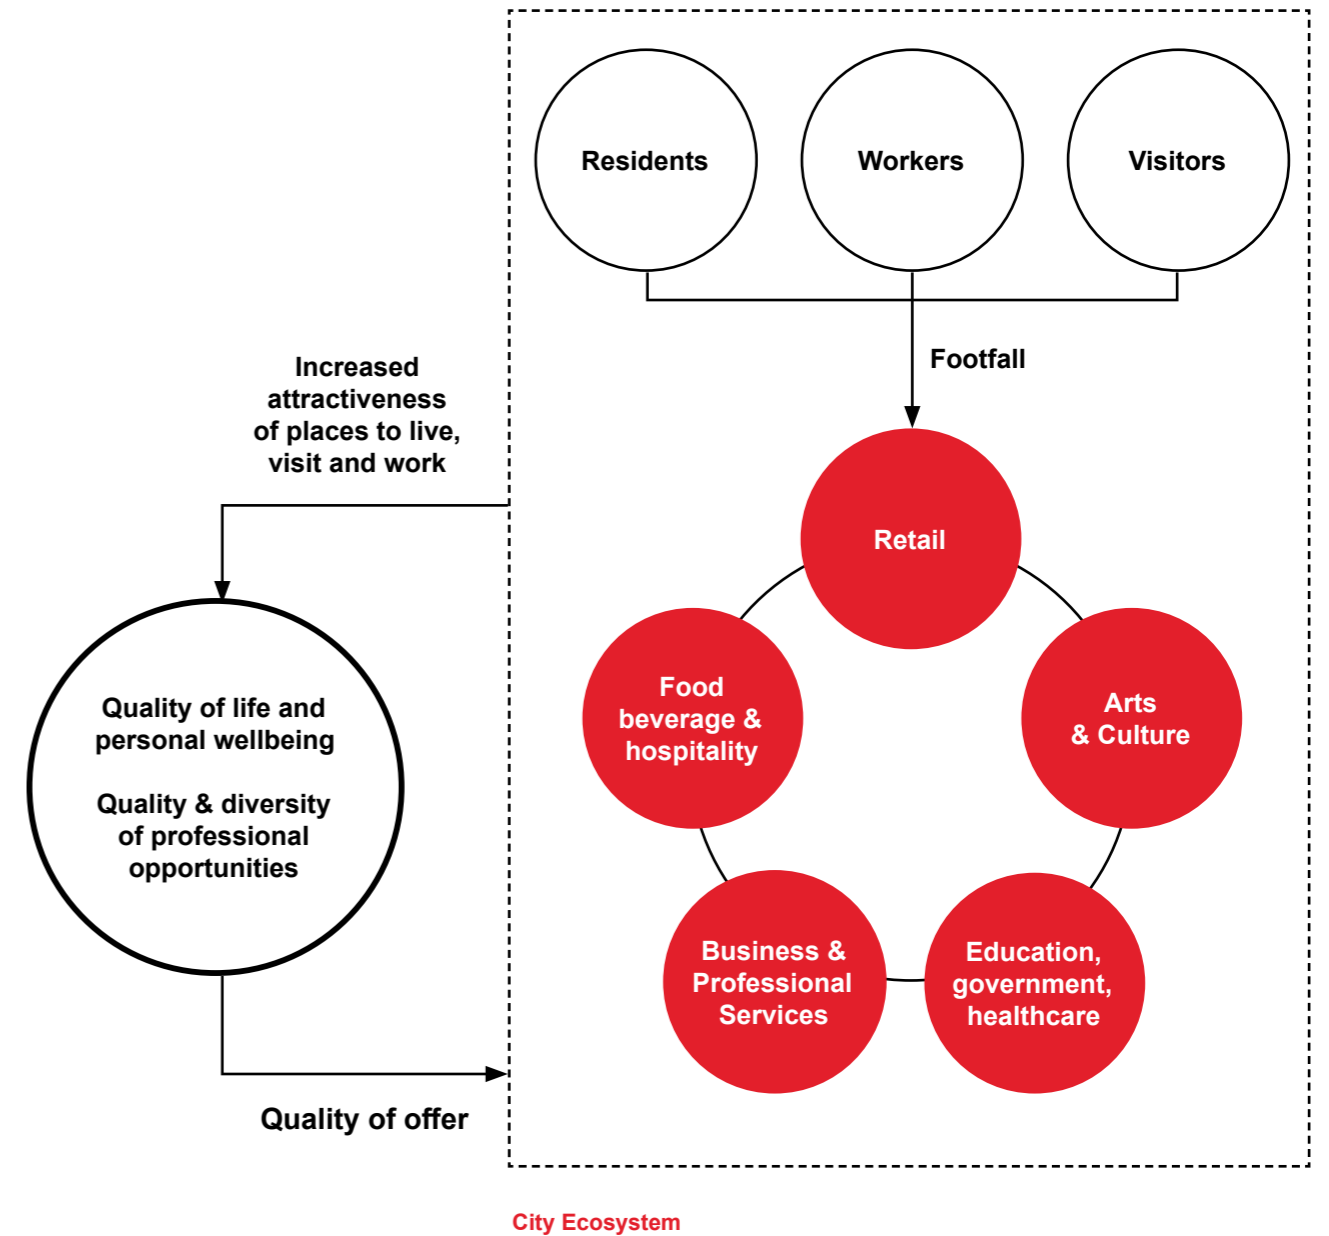 Residents
Workers
Visitors
Footfall
Increased
attractiveness
of places to live,
visit and work
Retail
Food
beverage &
hospitality
Arts
& Culture
Quality of life and
personal wellbeing
Quality & diversity
of professional
opportunities
Business &
Professional
Services
Education,
government,
healthcare
Quality of offer
City Ecosystem